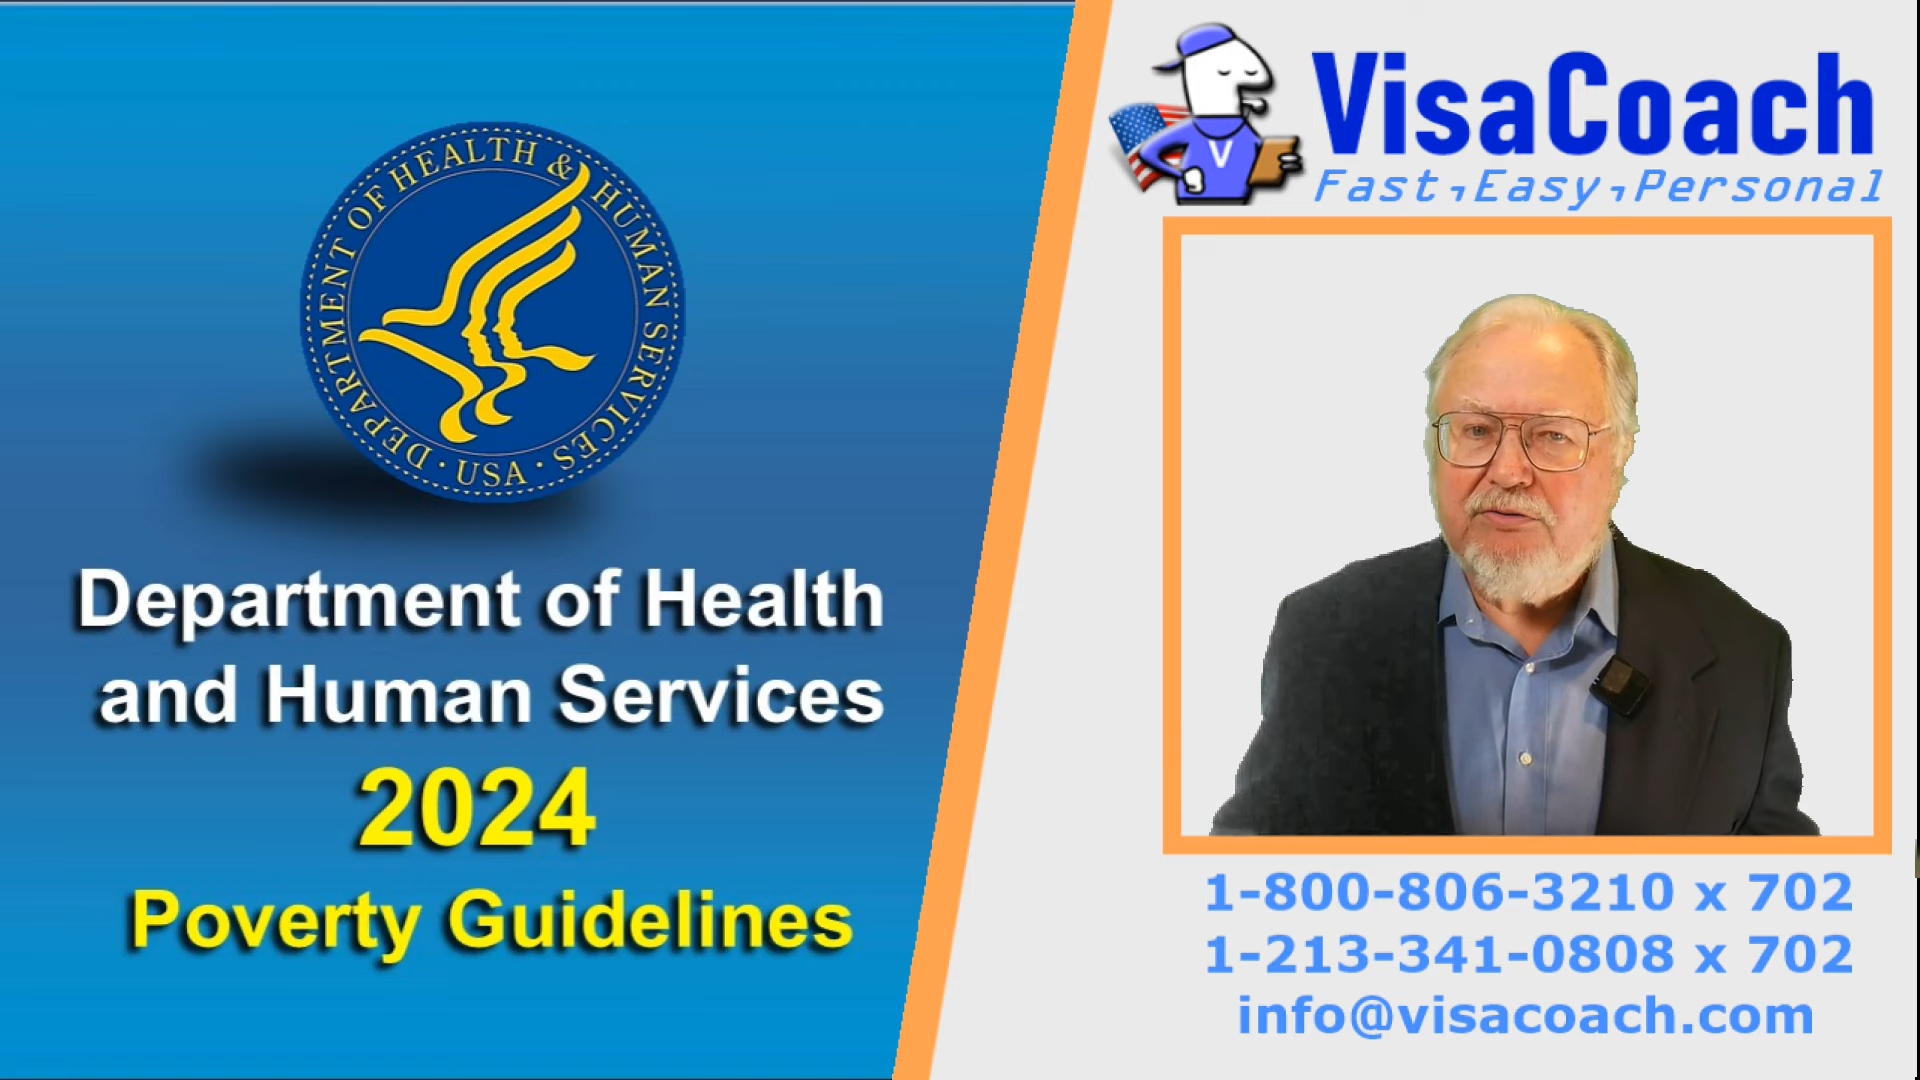 DEPARTMENT OF HEALTH & HUMAN SERVICES · USA ·
Department of Health
and Human Services
2024
Poverty Guidelines
V
VisaCoach
Fast,Easy,Personal
1-800-806-3210 x 702
1-213-341-0808 x 702
info@visacoach.com